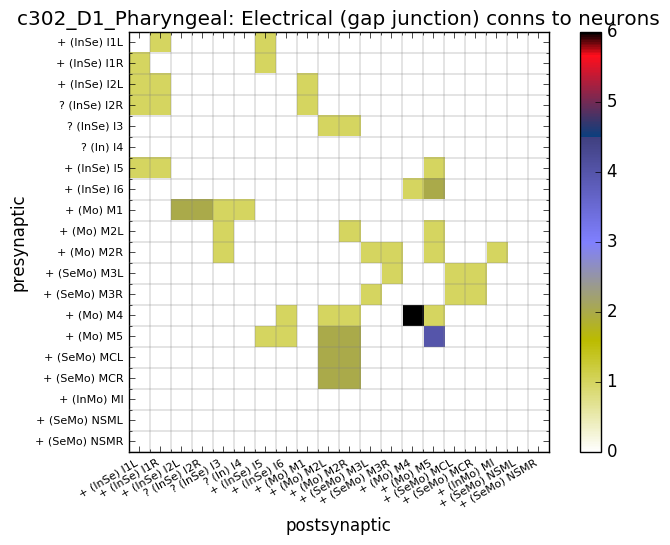 c302_D1_Pharyngeal: Electrical (gap junction) conns to neurons
presynaptic
+ (InSe) I1L
+ (InSe) I1R
+ (InSe) I2L
? (InSe) I2R
? (InSe) I3
? (In) I4
+ (InSe) I5
+ (InSe) I6
+ (Mo) M1
+ (Mo) M2L
+ (Mo) M2R
+ (SeMo) M3L
+ (SeMo) M3R
+ (Mo) M4
+ (Mo) M5
+ (SeMo) MCL
+ (SeMo) MCR
+ (InMo) MI
+ (SeMo) NSML
+ (SeMo) NSMR
+ (InSe) I1L
+ (InSe) I1R
+ (InSe) I2L
? (InSe) I2R
? (InSe) I3
? (In) I4
+ (InSe) I5
+ (InSe) I6
+ (Mo) M1
+ (Mo) M2L
+ (Mo) M2R
+ (SeMo) M3L
+ (SeMo) M3R
+ (Mo) M4
+ (Mo) M5
+ (SeMo) MCL
+ (SeMo) MCR
+ (InMo) MI
+ (SeMo) NSML
+ (SeMo) NSMR
postsynaptic
6
5
4
3
2
1
0